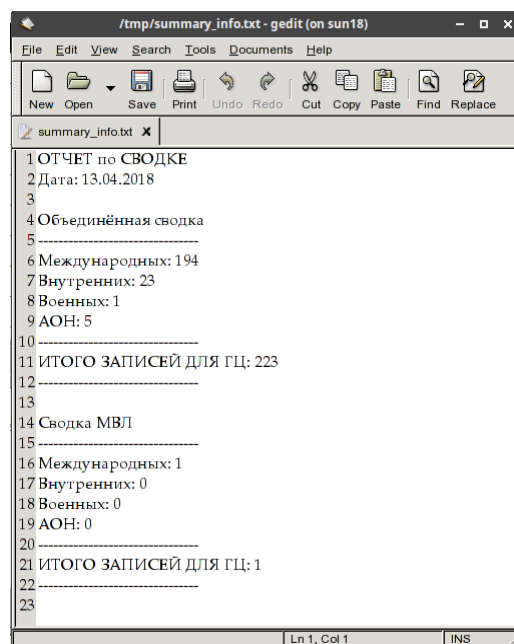 /tmp/summary_info.txt - gedit (on sun18)
File Edit View Search Tools Documents Help
New Open Save Print Undo Redo Cut Copy Paste Find Replace
summary_info.txt X
1 ОТЧЕТ по СВОДКЕ
2 Дата: 13.04.2018
3
4 Объединённая сводка
5 --------------------------------
6 Международных: 194
7 Внутренних: 23
8 Военных: 1
9 АОН: 5
10 --------------------------------
11 ИТОГО ЗАПИСЕЙ ДЛЯ ГЦ: 223
12 --------------------------------
13
14 Сводка МВЛ
15 --------------------------------
16 Международных: 1
17 Внутренних: 0
18 Военных: 0
19 АОН: 0
20 --------------------------------
21 ИТОГО ЗАПИСЕЙ ДЛЯ ГЦ: 1
22 --------------------------------
23
Ln 1, Col 1 INS